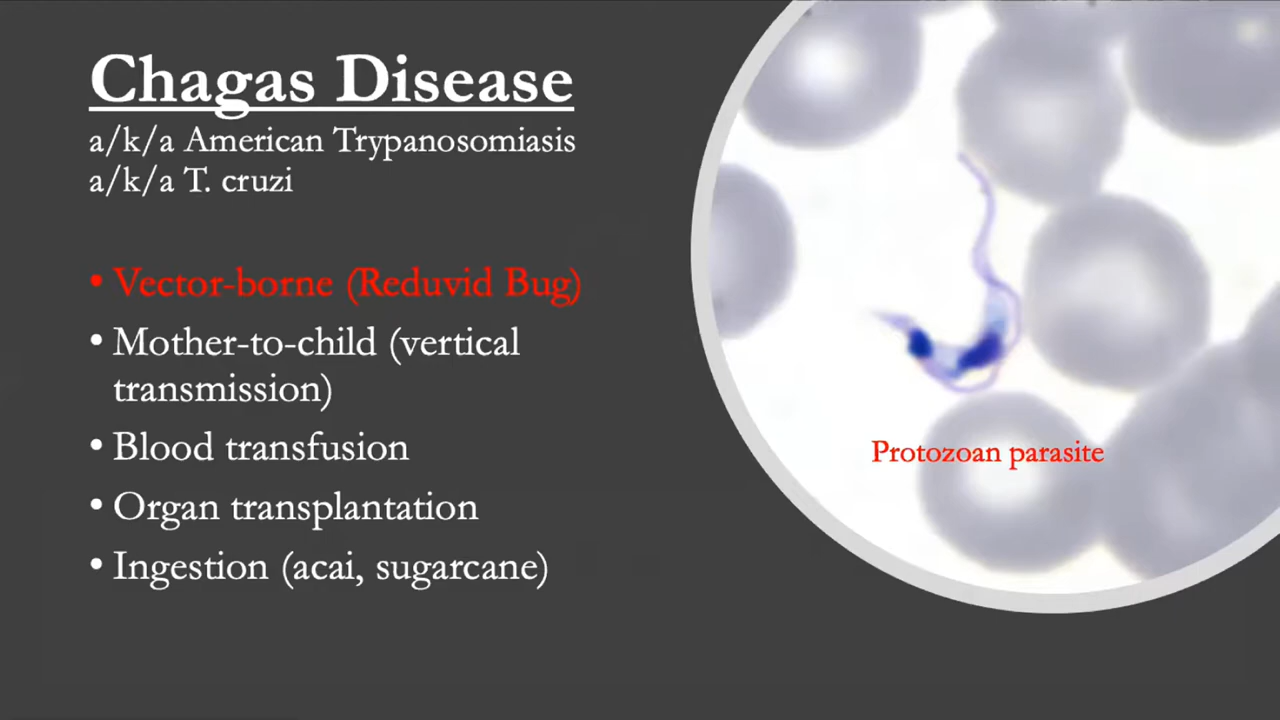 Chagas Disease
a/k/a American Trypanosomiasis
a/k/a T. cruzi
• Vector-borne (Reduvid Bug)
• Mother-to-child (vertical
transmission)
• Blood transfusion
• Organ transplantation
• Ingestion (acai, sugarcane)
Protozoan parasite